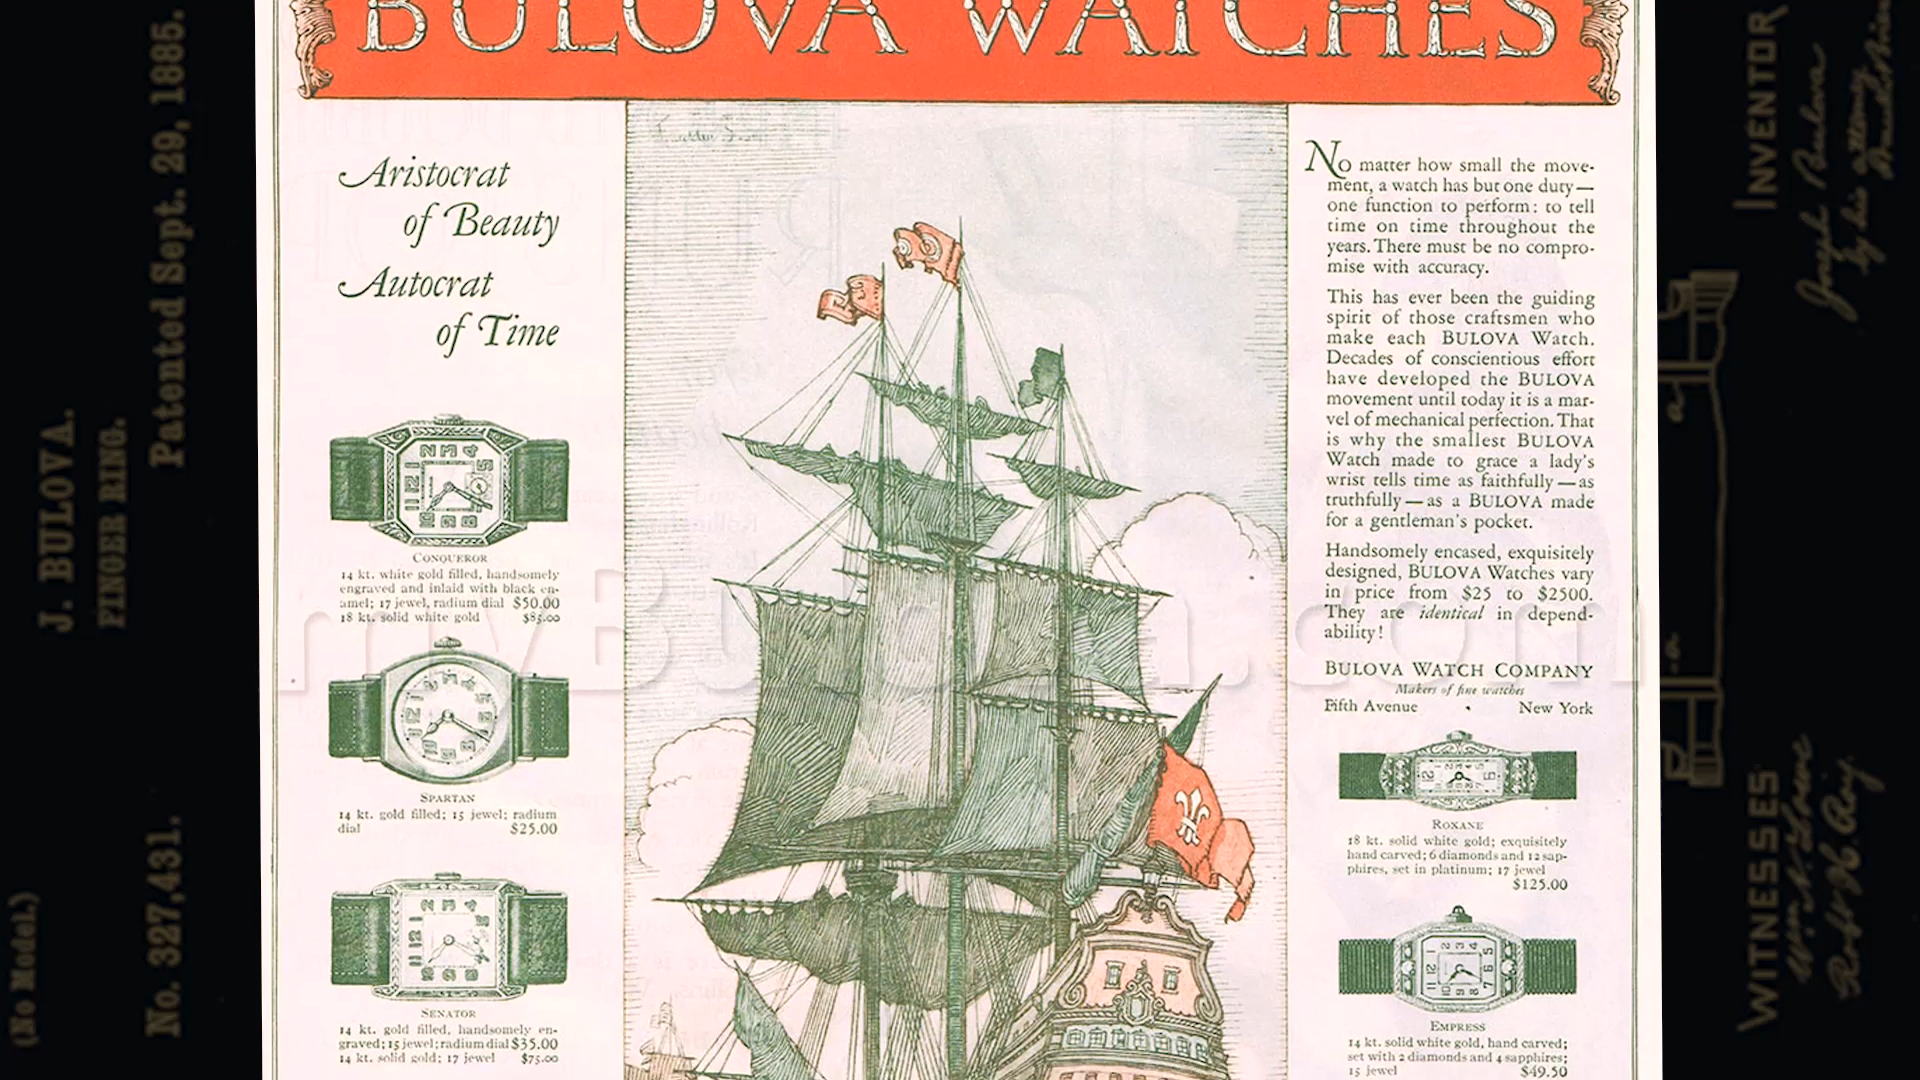 BULOVA WATCHES
Aristocrat
of Beauty
Autocrat
of Time
CONQUEROR
14 kt. white gold filled, handsomely
engraved and inlaid with black en-
amel; 17 jewel, radium dial $50.00
18 kt. solid white gold $85.00
SPARTAN
14 kt. gold filled; 15 jewel; radium
dial $25.00
SENATOR
14 kt. gold filled, handsomely en-
graved; 15 jewel; radium dial $35.00
14 kt. solid gold; 17 jewel $75.00
No matter how small the move-
ment, a watch has but one duty—
one function to perform: to tell
time on time throughout the
years. There must be no compro-
mise with accuracy.
This has ever been the guiding
spirit of those craftsmen who
make each BULOVA Watch.
Decades of conscientious effort
have developed the BULOVA
movement until today it is a mar-
vel of mechanical perfection. That
is why the smallest BULOVA
Watch made to grace a lady's
wrist tells time as faithfully—as
truthfully—as a BULOVA made
for a gentleman's pocket.
Handsomely encased, exquisitely
designed, BULOVA Watches vary
in price from $25 to $2500.
They are identical in depend-
ability!
BULOVA WATCH COMPANY
Makers of fine watches
Fifth Avenue • New York
ROXANE
18 kt. solid white gold; exquisitely
hand carved; 6 diamonds and 12 sap-
phires, set in platinum; 17 jewel
$125.00
EMPRESS
14 kt. solid white gold, hand carved;
set with 2 diamonds and 4 sapphires;
15 jewel $49.50
myBulova.com
(No Model.)
J. BULOVA.
FINGER RING.
No. 327,431.
Patented Sept. 29, 1885.
WITNESSES
INVENTOR
Joseph Bulova
by his attorney
a
a